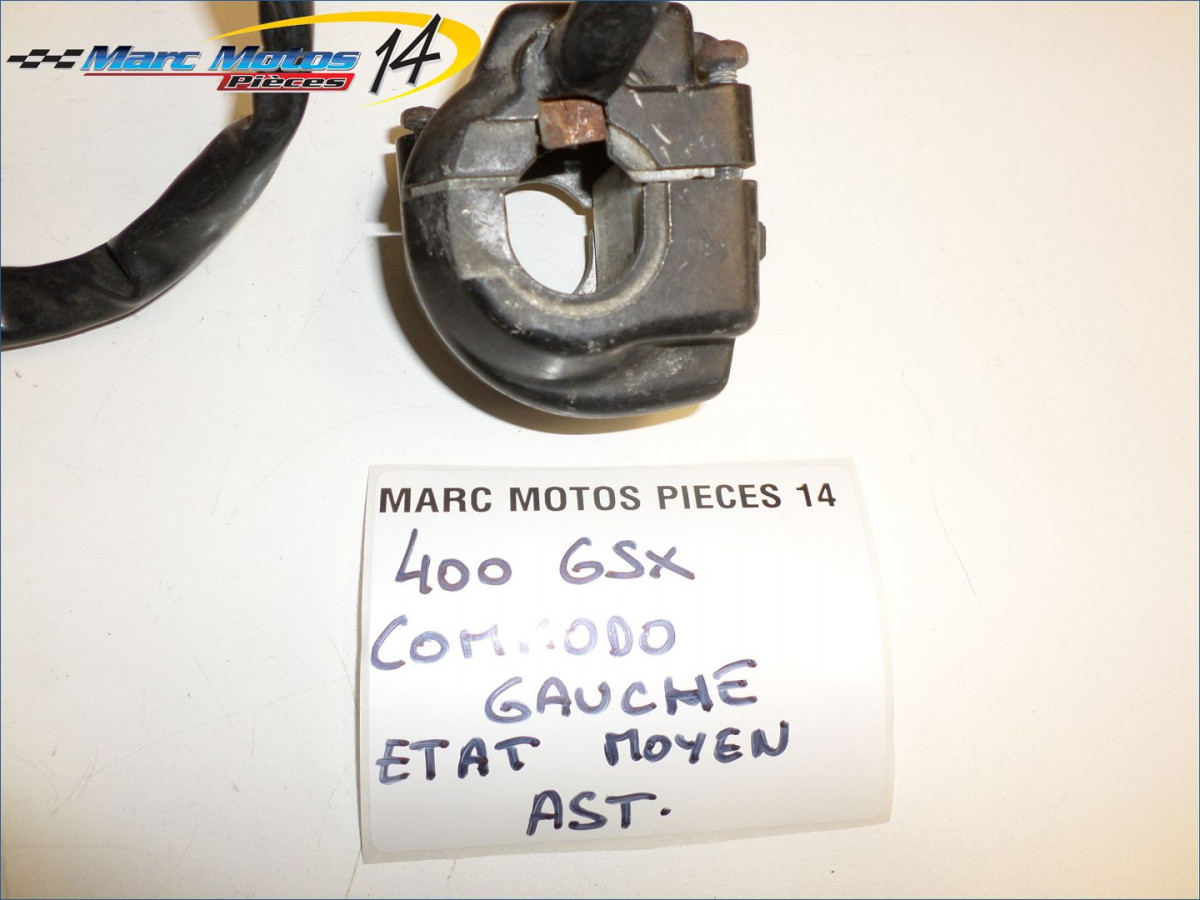 Marc Motos 14
Pièces
MARC MOTOS PIECES 14
400 GSX
COMMODO
GAUCHE
ETAT MOYEN
AST.